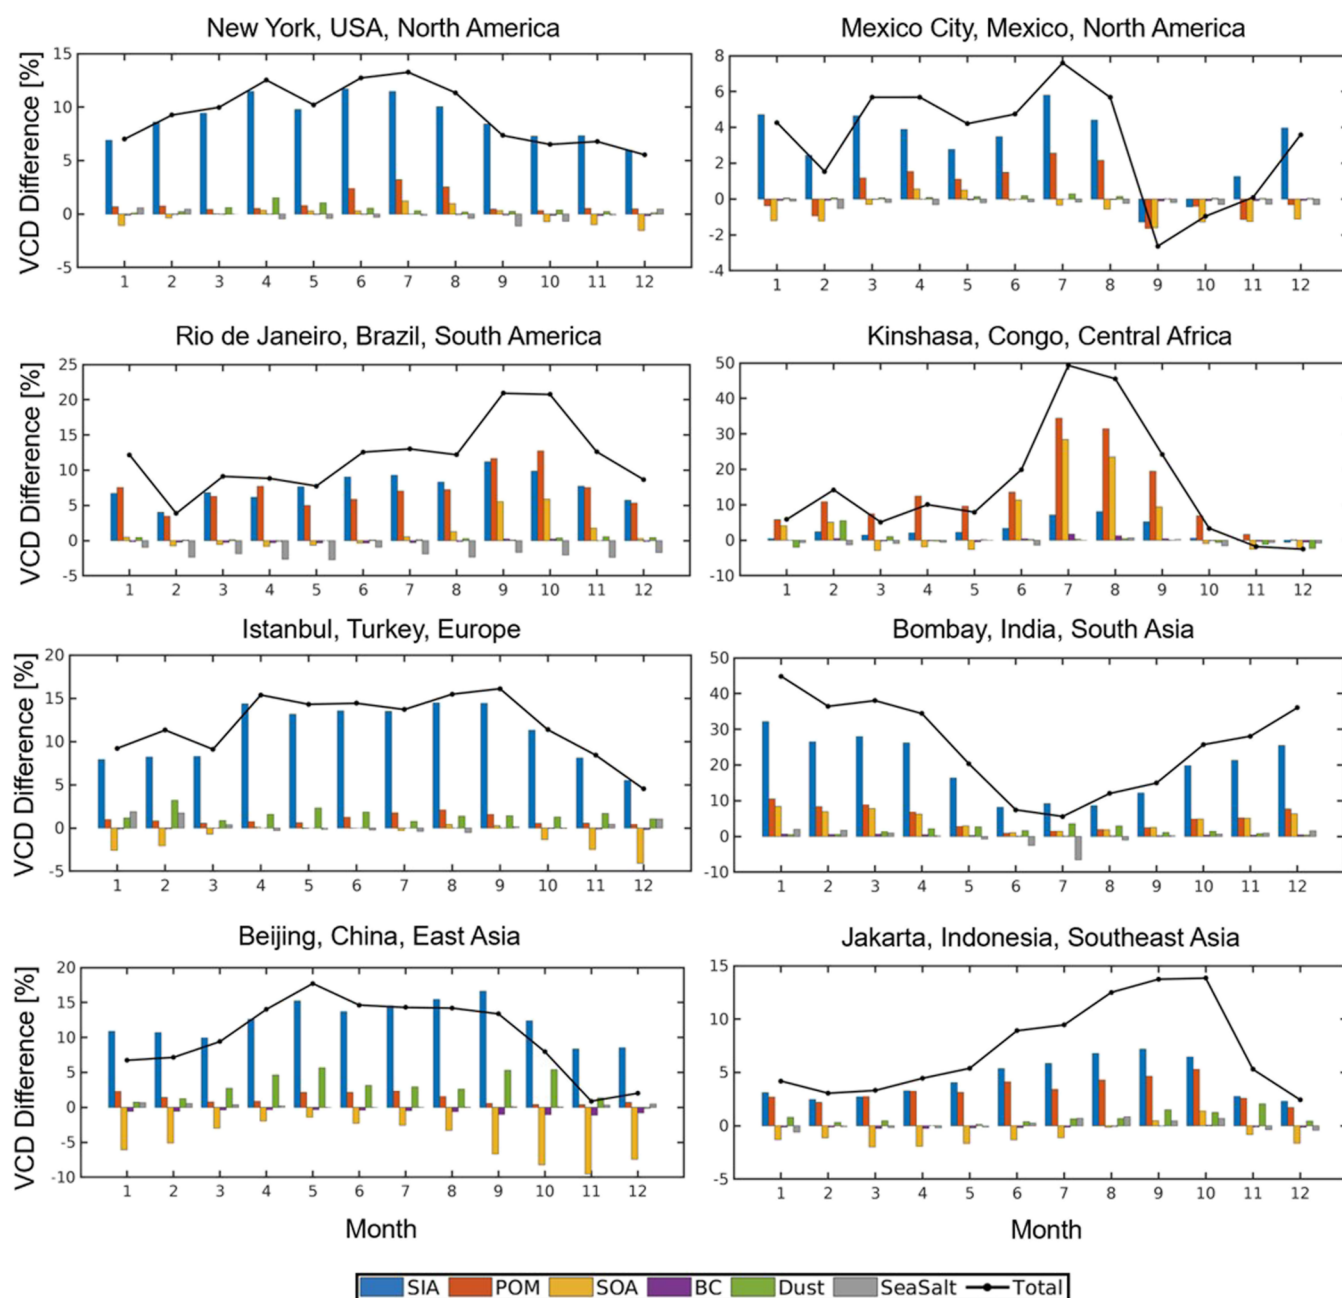 New York, USA, North America
VCD Difference [%]
15
10
5
0
-5
1 2 3 4 5 6 7 8 9 10 11 12
Mexico City, Mexico, North America
8
6
4
2
0
-2
-4
1 2 3 4 5 6 7 8 9 10 11 12
Rio de Janeiro, Brazil, South America
VCD Difference [%]
25
20
15
10
5
0
-5
1 2 3 4 5 6 7 8 9 10 11 12
Kinshasa, Congo, Central Africa
50
40
30
20
10
0
-10
1 2 3 4 5 6 7 8 9 10 11 12
Istanbul, Turkey, Europe
VCD Difference [%]
20
15
10
5
0
-5
1 2 3 4 5 6 7 8 9 10 11 12
Bombay, India, South Asia
50
40
30
20
10
0
-10
1 2 3 4 5 6 7 8 9 10 11 12
Beijing, China, East Asia
VCD Difference [%]
20
15
10
5
0
-5
-10
1 2 3 4 5 6 7 8 9 10 11 12
Month
Jakarta, Indonesia, Southeast Asia
15
10
5
0
-5
1 2 3 4 5 6 7 8 9 10 11 12
Month
SIA POM SOA BC Dust SeaSalt Total